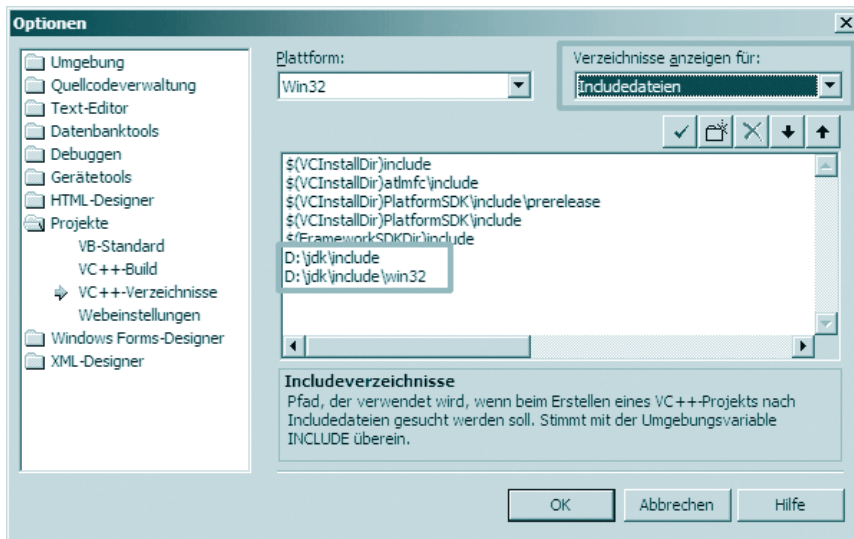 Optionen
Umgebung
Quellcodeverwaltung
Text-Editor
Datenbanktools
Debuggen
Gerätetools
HTML-Designer
Projekte
VB-Standard
VC++-Build
VC++-Verzeichnisse
Webeinstellungen
Windows Forms-Designer
XML-Designer
Plattform:
Win32
Verzeichnisse anzeigen für:
Includedateien
$(VCInstallDir)include
$(VCInstallDir)atlmfc\include
$(VCInstallDir)PlatformSDK\include\prerelease
$(VCInstallDir)PlatformSDK\include
$(FrameworkSDKDir)include
D:\jdk\include
D:\jdk\include\win32
Includeverzeichnisse
Pfad, der verwendet wird, wenn beim Erstellen eines VC++-Projekts nach
Includedateien gesucht werden soll. Stimmt mit der Umgebungsvariable
INCLUDE überein.
OK
Abbrechen
Hilfe